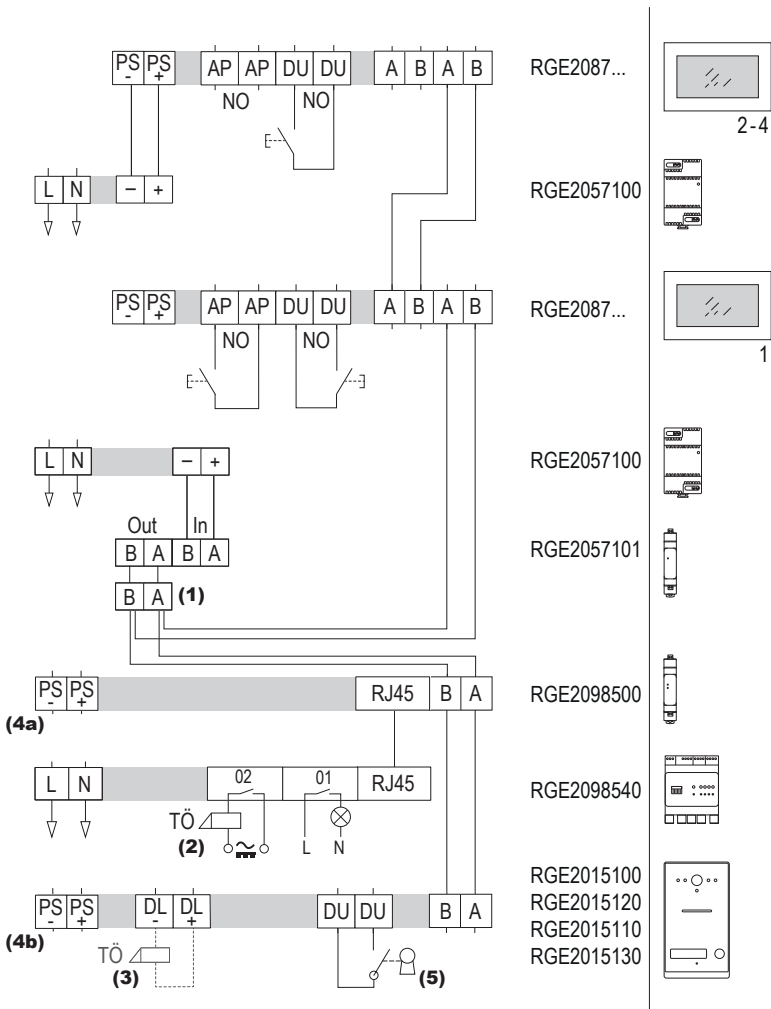 PS - PS + AP AP DU DU A B A B RGE2087...
NO NO
2-4
L N – + RGE2057100
PS - PS + AP AP DU DU A B A B RGE2087...
NO NO
1
L N – + RGE2057100
Out In
B A B A RGE2057101
B A (1)
PS - PS + RJ45 B A RGE2098500
(4a)
L N 02 01 RJ45 RGE2098540
TÖ
(2) L N
RGE2015100
PS - PS + DL - DL + DU DU B A RGE2015120
(4b) RGE2015110
TÖ RGE2015130
(3) (5)